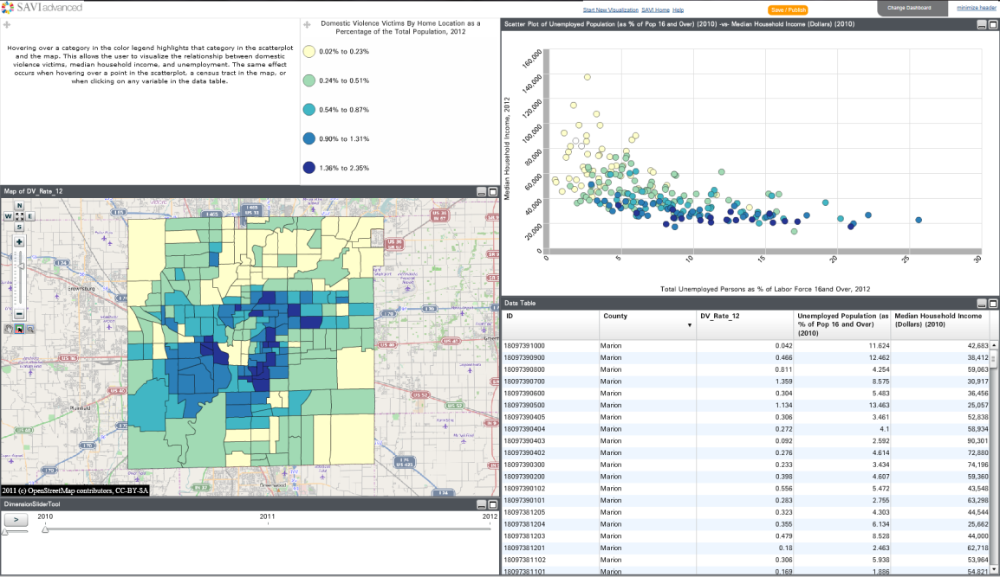 SAVI advanced
Start New Visualization SAVI Home Help
Save / Publish
Change Dashboard
minimize header
Hovering over a category in the color legend highlights that category in the scatterplot
and the map. This allows the user to visualize the relationship between domestic
violence victims, median household income, and unemployment. The same effect
occurs when hovering over a point in the scatterplot, a census tract in the map, or
when clicking on any variable in the data table.
Domestic Violence Victims By Home Location as a
Percentage of the Total Population, 2012
0.02% to 0.23%
0.24% to 0.51%
0.54% to 0.87%
0.90% to 1.31%
1.36% to 2.35%
Scatter Plot of Unemployed Population (as % of Pop 16 and Over) (2010) -vs- Median Household Income (Dollars) (2010)
Median Household Income, 2012
160,000
140,000
120,000
100,000
80,000
60,000
40,000
20,000
0
0 5 10 15 20 25 30
Total Unemployed Persons as % of Labor Force 16and Over, 2012
Map of DV_Rate_12
N
W E
S
Brownsburg
Plainfield
Greenwood
2011 (c) OpenStreetMap contributors, CC-BY-SA
DimensionSliderTool
>
2010 2011 2012
Data Table
ID County DV_Rate_12 Unemployed Population (as % of Pop 16 and Over) (2010) Median Household Income (Dollars) (2010)
18097391000 Marion 0.042 11.624 42,683
18097390900 Marion 0.466 12.462 38,412
18097390800 Marion 0.811 4.254 59,063
18097390700 Marion 1.359 8.575 30,917
18097390600 Marion 0.304 5.483 36,456
18097390500 Marion 1.134 13.463 25,057
18097390405 Marion 0.306 3.461 52,838
18097390404 Marion 0.272 4.1 58,934
18097390403 Marion 0.092 2.592 90,301
18097390402 Marion 0.276 4.614 72,880
18097390300 Marion 0.233 3.434 74,196
18097390200 Marion 0.398 4.607 59,360
18097390102 Marion 0.556 5.472 43,548
18097390101 Marion 0.283 2.755 63,298
18097381205 Marion 0.323 4.303 44,544
18097381204 Marion 0.355 6.134 25,662
18097381203 Marion 0.479 8.528 44,000
18097381201 Marion 0.18 2.463 62,718
18097381102 Marion 0.306 5.938 53,964
18097381101 Marion 0.169 1.886 54,821